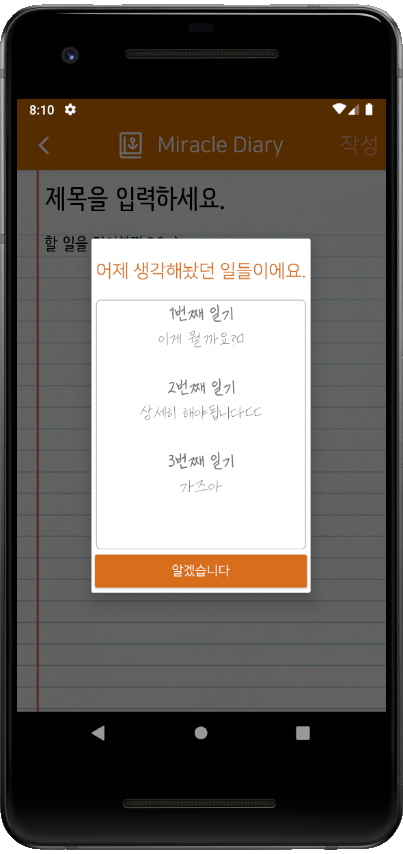 8:10
Miracle Diary 작성
제목을 입력하세요.
할 일을
어제 생각해놨던 일들이에요.
1번째 일기
이게 뭘까요?ㅇ
2번째 일기
상세히 해야됩니다ㄷㄷ
3번째 일기
가즈아
알겠습니다